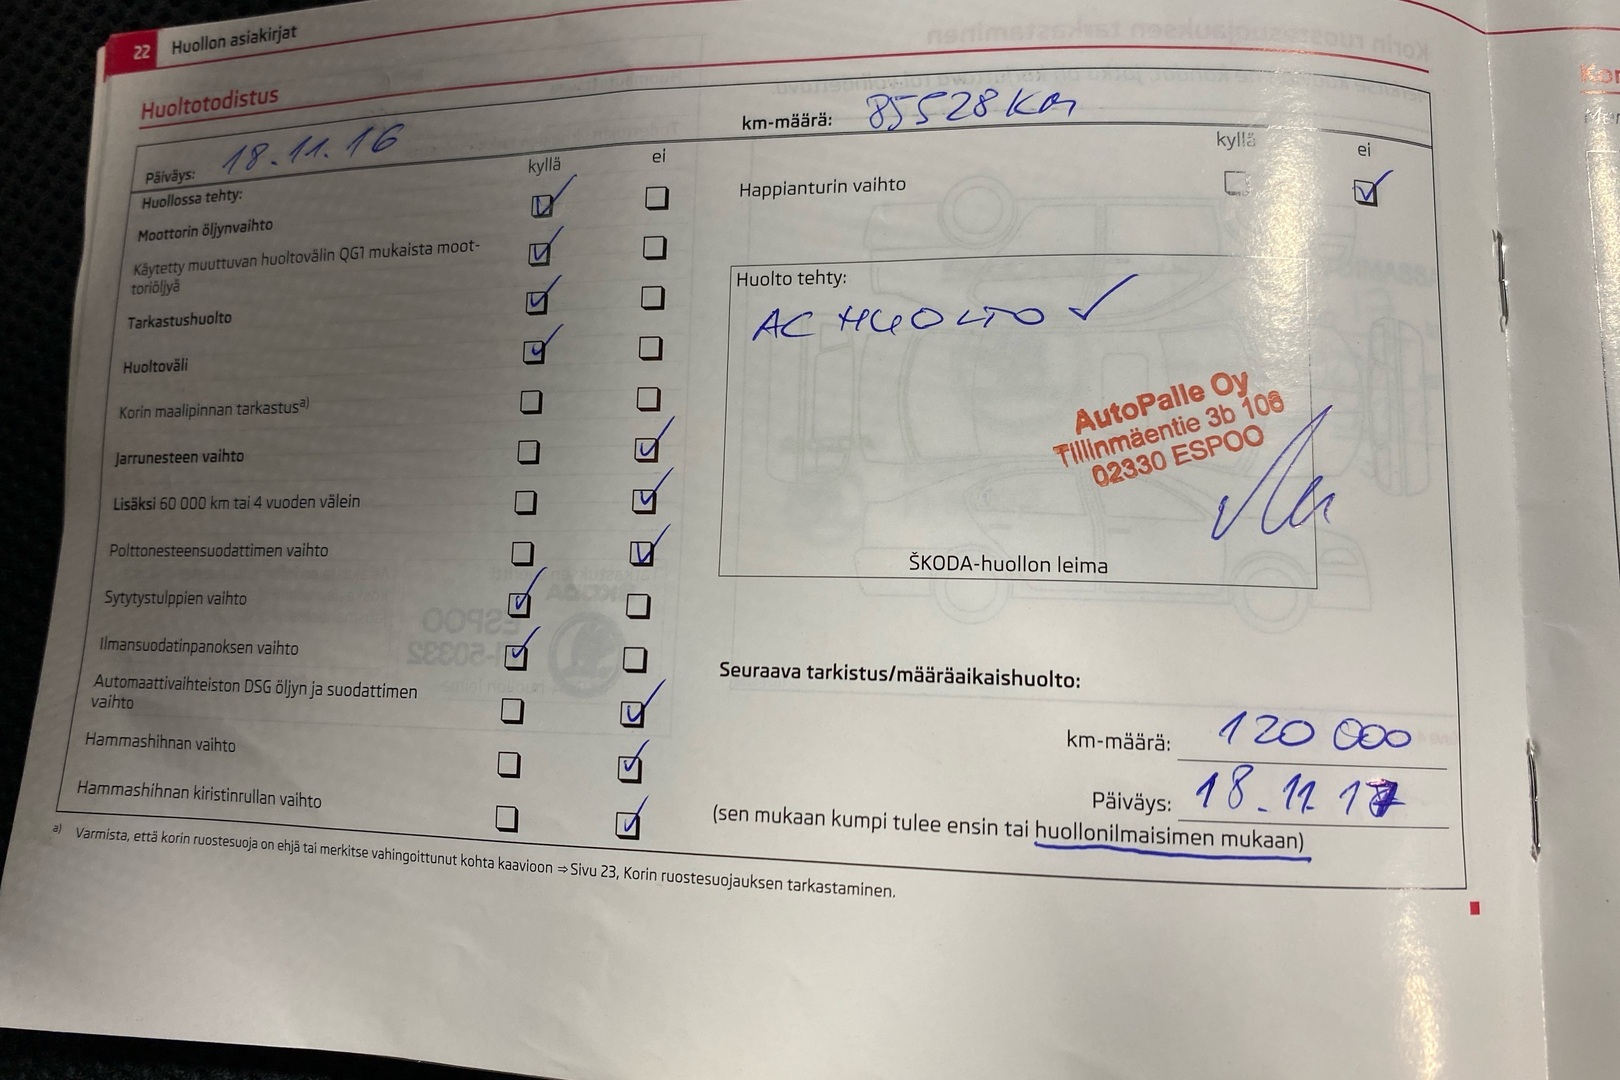 22 Huollon asiakirjat
Huoltotodistus
Päiväys: 18.11.16
kyllä ei
Huollossa tehty:
Moottorin öljynvaihto
Käytetty muuttuvan huoltovälin QG1 mukaista moot-
toriöljyä
Tarkastushuolto
Huoltoväli
Korin maalipinnan tarkastus a)
Jarrunesteen vaihto
Lisäksi 60 000 km tai 4 vuoden välein
Polttonesteensuodattimen vaihto
Sytytystulppien vaihto
Ilmansuodatinpanoksen vaihto
Automaattivaihteiston DSG öljyn ja suodattimen
vaihto
Hammashihnan vaihto
Hammashihnan kiristinrullan vaihto
km-määrä: 85528 km
kyllä ei
Happianturin vaihto
Huolto tehty:
AC HUOLTO ✓
AutoPalle Oy
Tillinmäentie 3b 106
02330 ESPOO
ŠKODA-huollon leima
Seuraava tarkistus/määräaikaishuolto:
km-määrä: 120 000
Päiväys: 18.11 17
(sen mukaan kumpi tulee ensin tai huollonilmaisimen mukaan)
a) Varmista, että korin ruostesuoja on ehjä tai merkitse vahingoittunut kohta kaavioon ⇒ Sivu 23, Korin ruostesuojauksen tarkastaminen.